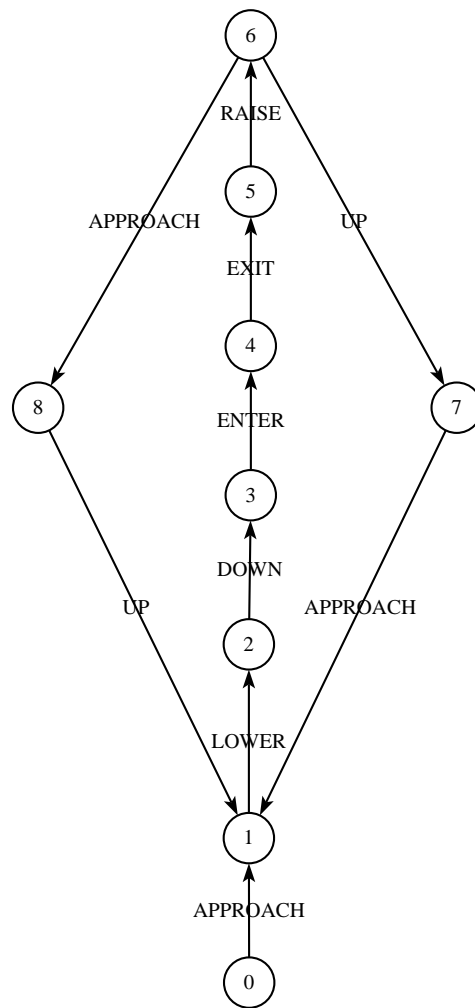 6
RAISE
5
APPROACH UP
EXIT
4
8 7
ENTER
3
DOWN
UP APPROACH
2
LOWER
1
APPROACH
0